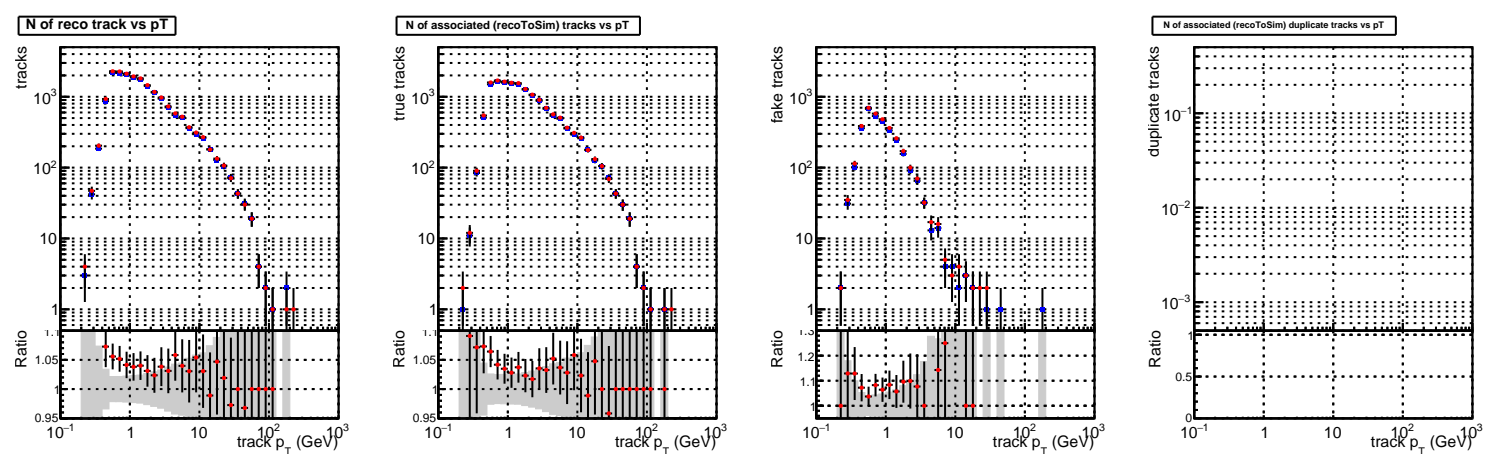 N of reco track vs pT
tracks
10³
10²
10
1
Ratio
1.1
1.05
1
0.95
10⁻¹ 1 10 10² 10³
track p_T (GeV)
N of associated (recoToSim) tracks vs pT
true tracks
10³
10²
10
1
Ratio
1.1
1.05
1
0.95
10⁻¹ 1 10 10² 10³
track p_T (GeV)
fake tracks
10³
10²
10
1
Ratio
1.3
1.2
1.1
1
10⁻¹ 1 10 10² 10³
track p_T (GeV)
N of associated (recoToSim) duplicate tracks vs pT
duplicate tracks
10⁻¹
10⁻²
10⁻³
Ratio
1
0.5
0
10⁻¹ 1 10 10² 10³
track p_T (GeV)